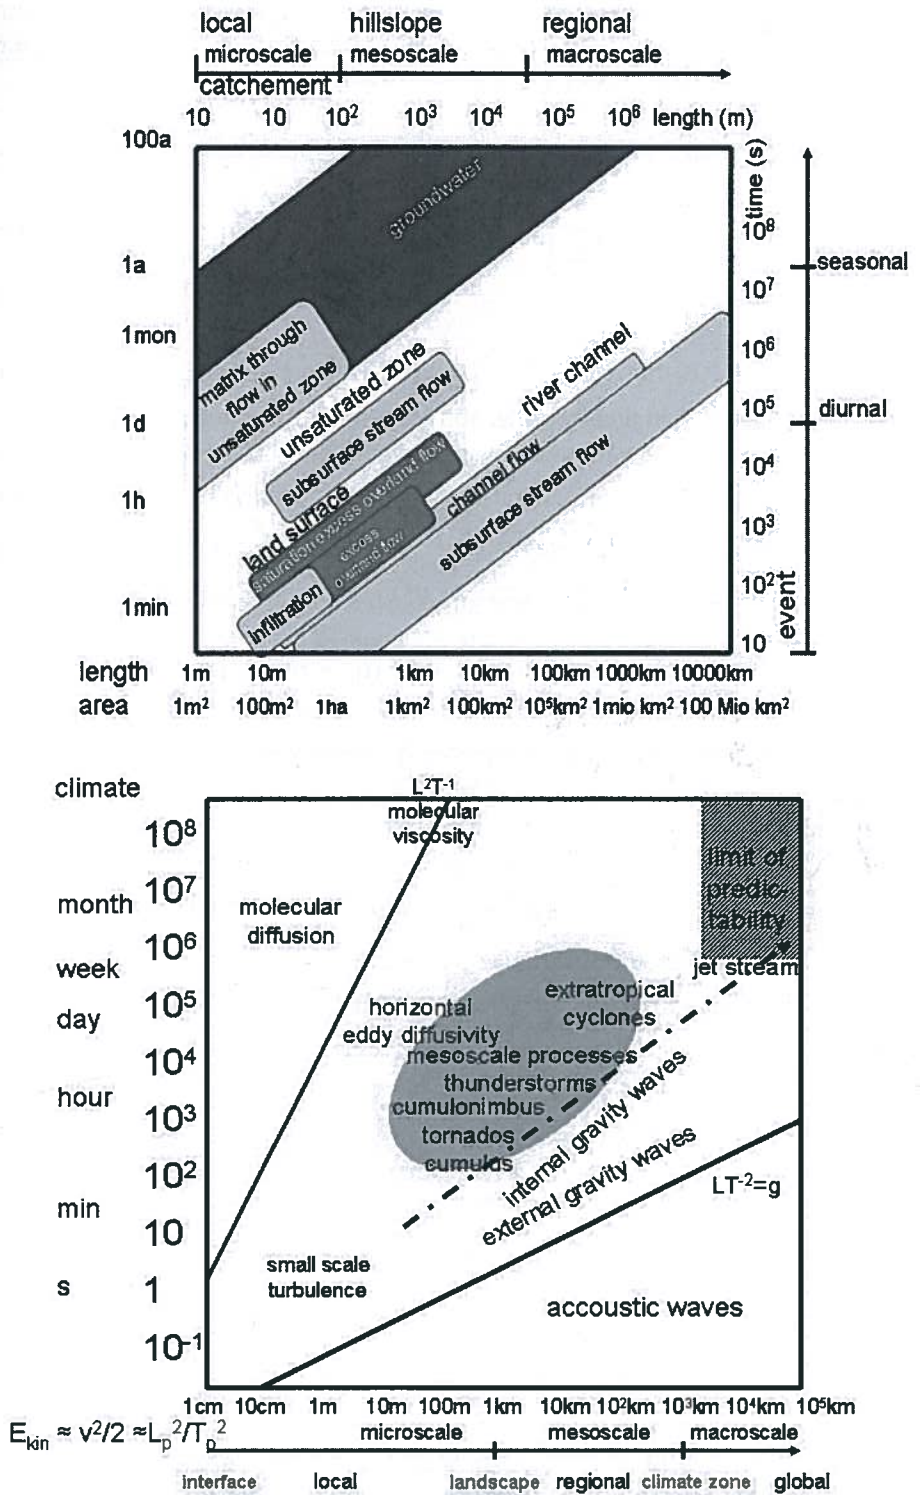 local hillslope regional
microscale mesoscale macroscale
catchement
10 10 10² 10³ 10⁴ 10⁵ 10⁶ length (m)
100a
1a
1mon
1d
1h
1min
groundwater
matrix through
flow in
unsaturated zone
unsaturated zone
subsurface stream flow
land surface
saturation excess overland flow
excess
overland flow
infiltration
river channel
channel flow
subsurface stream flow
time (s)
10⁸
10⁷
10⁶
10⁵
10⁴
10³
10²
10
seasonal
diurnal
event
length 1m 10m 1km 10km 100km 1000km 10000km
area 1m² 100m² 1ha 1km² 100km² 10⁵km² 1mio km² 100 Mio km²
climate
month
week
day
hour
min
s
10⁸
10⁷
10⁶
10⁵
10⁴
10³
10²
10
1
10⁻¹
L²T⁻¹
molecular
viscosity
molecular
diffusion
limit of
predic-
tability
jet stream
extratropical
cyclones
horizontal
eddy diffusivity
mesoscale processes
thunderstorms
cumulonimbus
tornados
cumulus
internal gravity waves
external gravity waves
LT⁻²=g
small scale
turbulence
accoustic waves
1cm 10cm 1m 10m 100m 1km 10km 10²km 10³km 10⁴km 10⁵km
E_kin ≈ v²/2 ≈L_p²/T_p²
microscale mesoscale macroscale
interface local landscape regional climate zone global